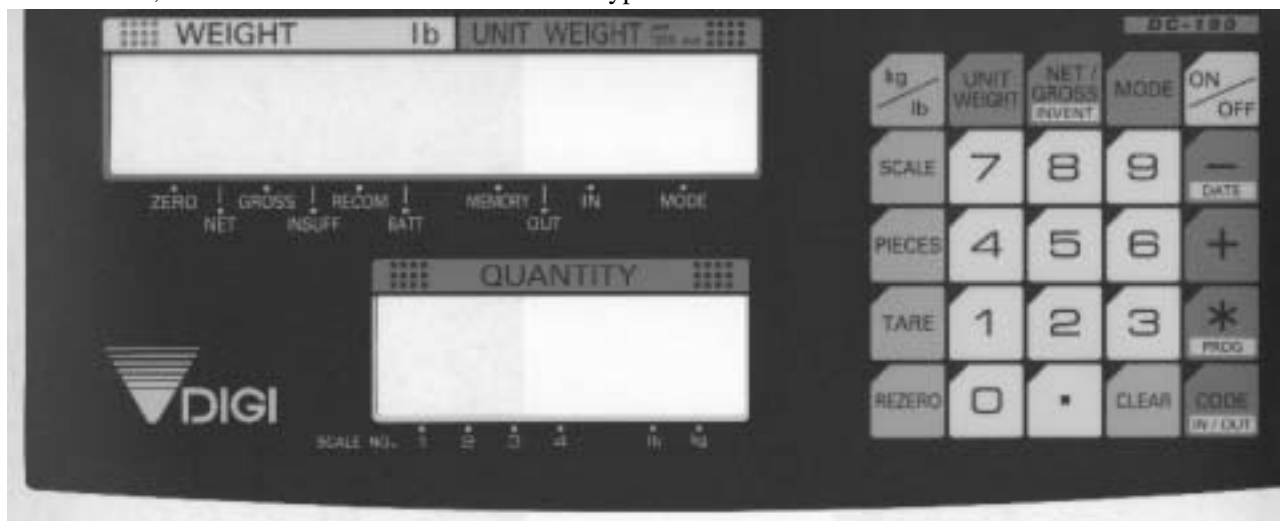 WEIGHT lb UNIT WEIGHT
DC-100
kg/lb UNIT WEIGHT NET/GROSS INVENT MODE ON/OFF
SCALE 7 8 9 - DATE
ZERO NET GROSS INSUFF RECOM BATT MEMORY OUT IN MODE
PIECES 4 5 6 +
QUANTITY
TARE 1 2 3 * PROG
DIGI
REZERO 0 . CLEAR CODE IN/OUT
SCALE NO. 1 2 3 4 lb kg